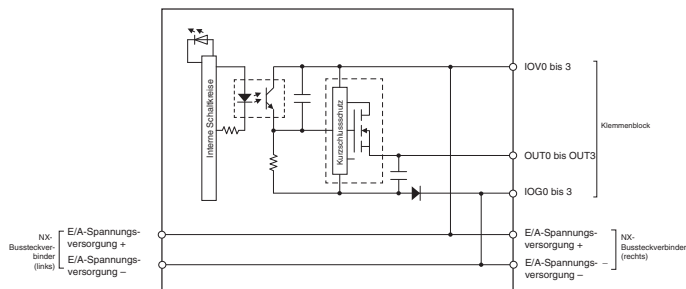 IOV0 bis 3
Interne Schaltkreise
Kurzschlussschutz
Klemmenblock
OUT0 bis OUT3
IOG0 bis 3
NX-
Bussteckver-
binder
(links)
E/A-Spannungs-
versorgung +
E/A-Spannungs-
versorgung –
E/A-Spannungs-
versorgung +
E/A-Spannungs- –
versorgung –
NX-
Bussteckverbinder
(rechts)